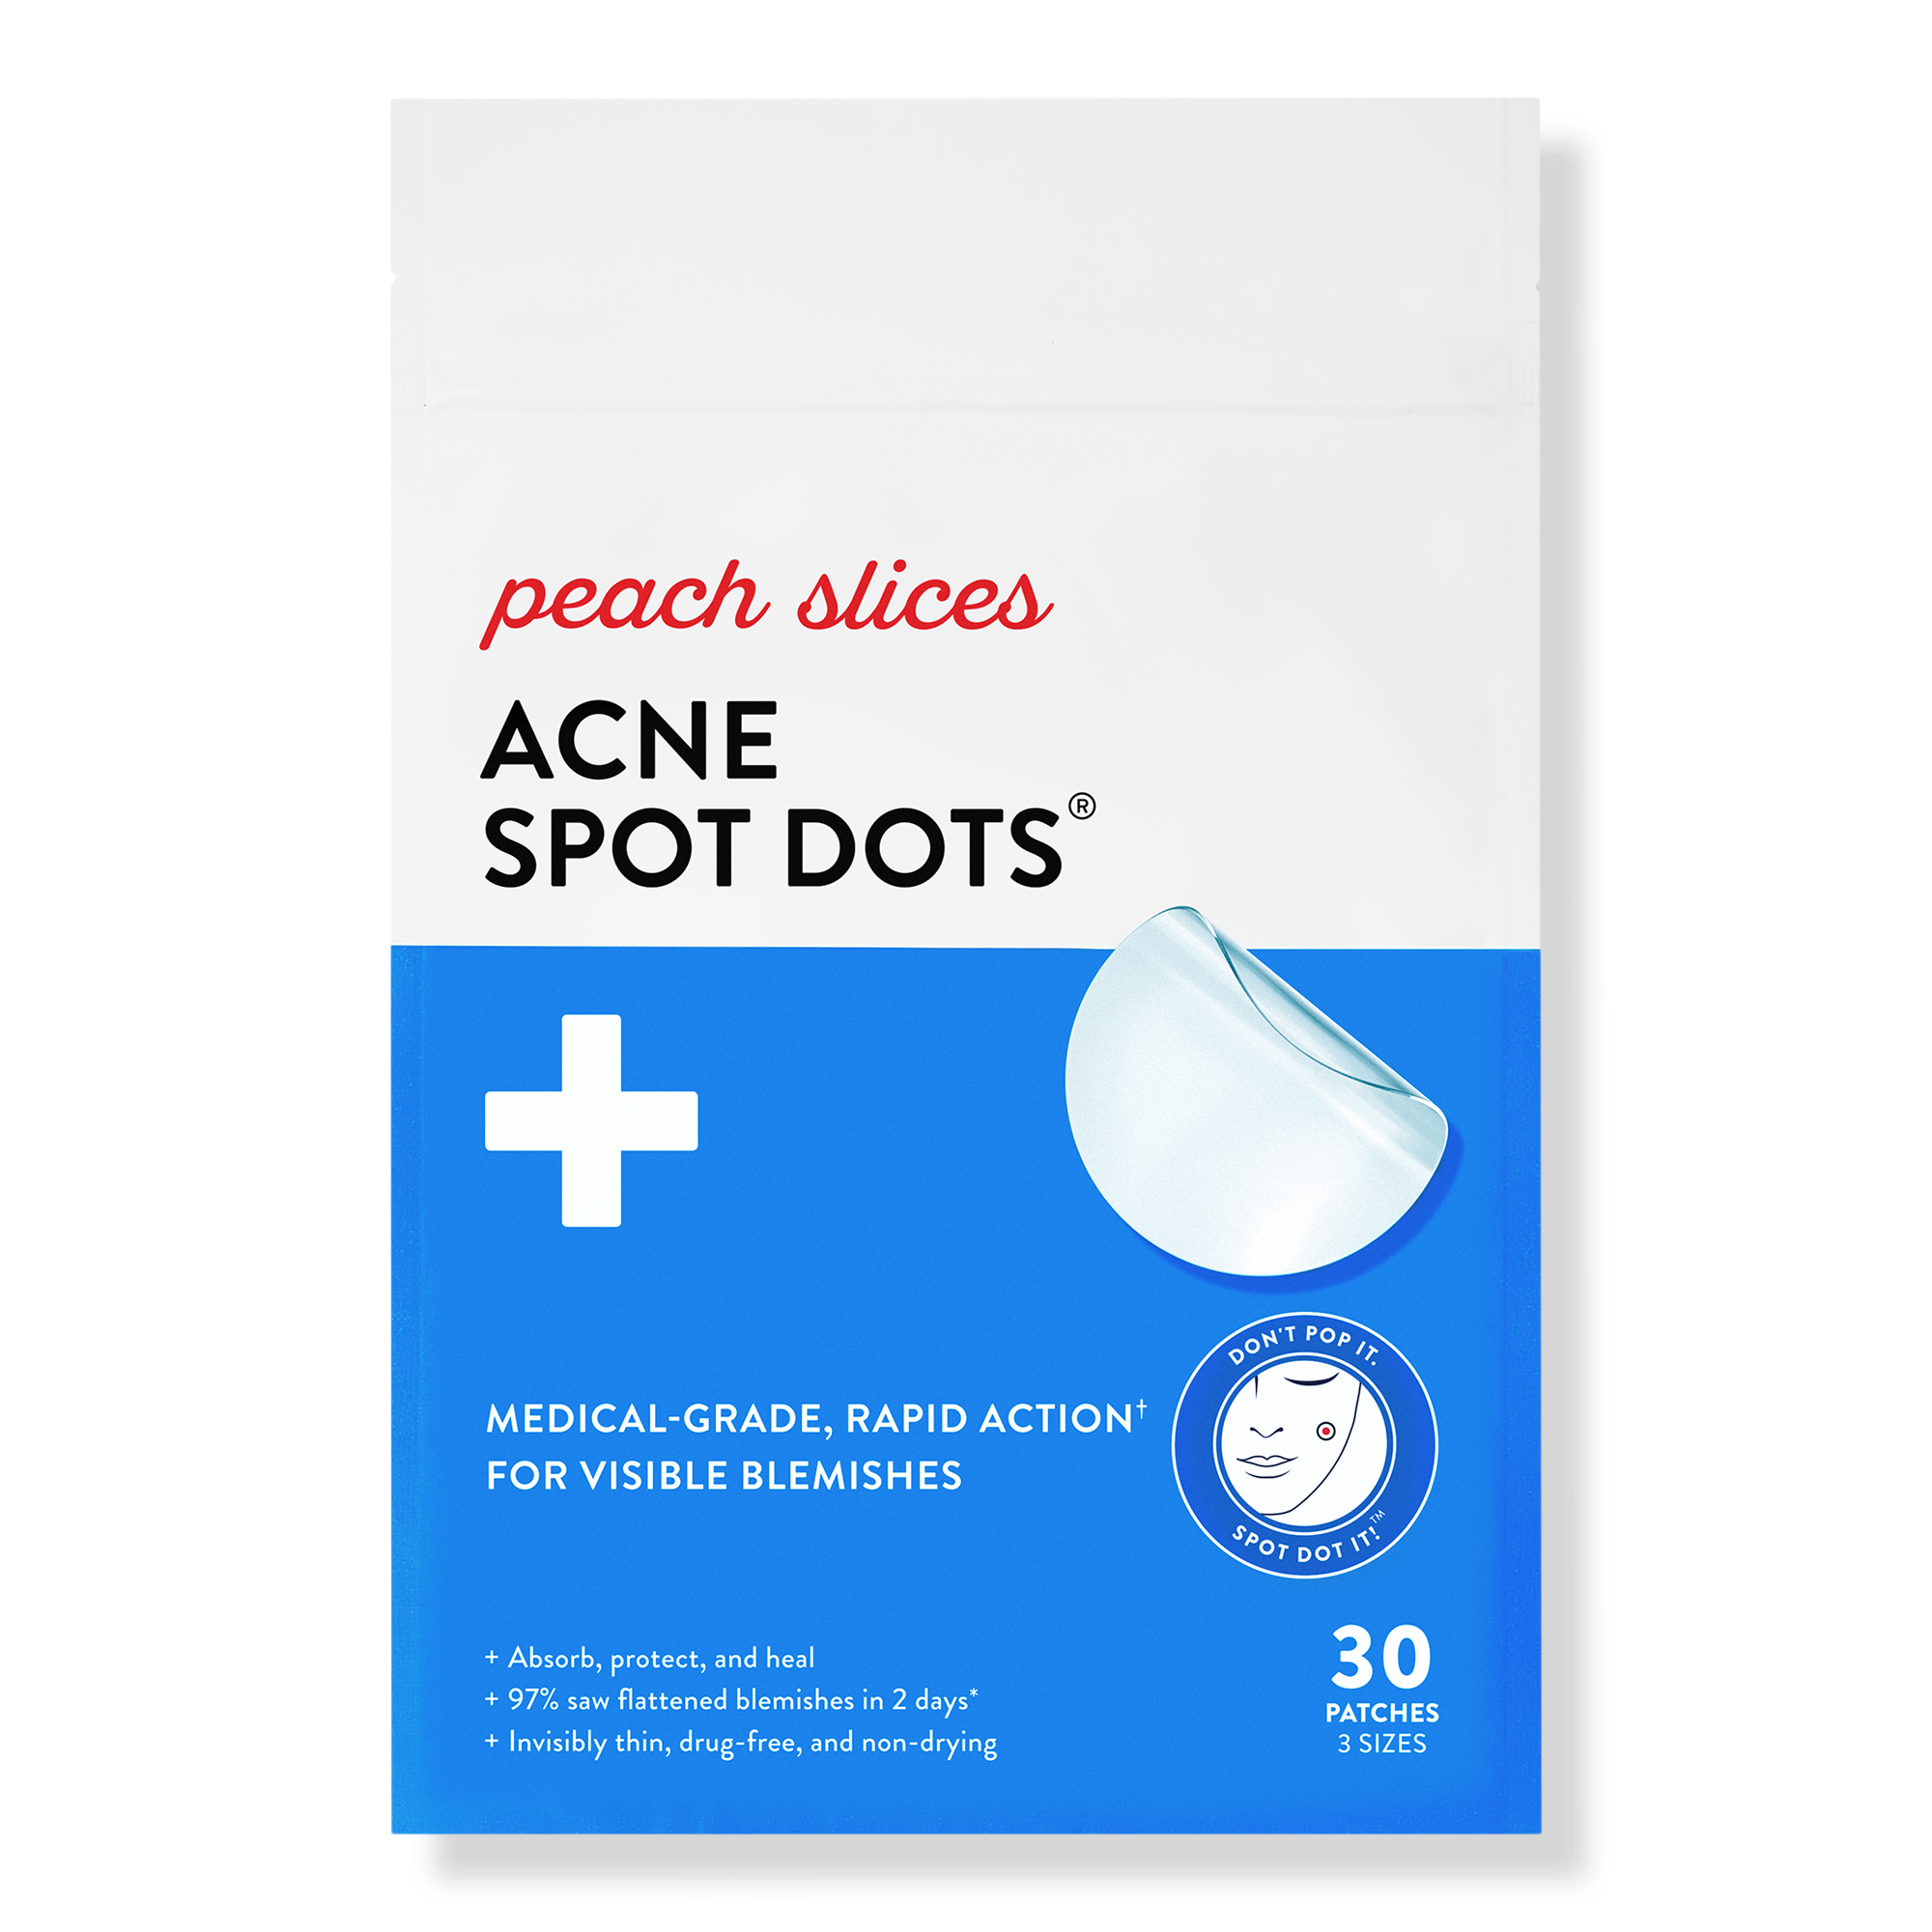 peach slices
ACNE
SPOT DOTS®
MEDICAL-GRADE, RAPID ACTION†
FOR VISIBLE BLEMISHES
DON'T POP IT.
SPOT DOT IT!™
+ Absorb, protect, and heal
+ 97% saw flattened blemishes in 2 days*
+ Invisibly thin, drug-free, and non-drying
30
PATCHES
3 SIZES